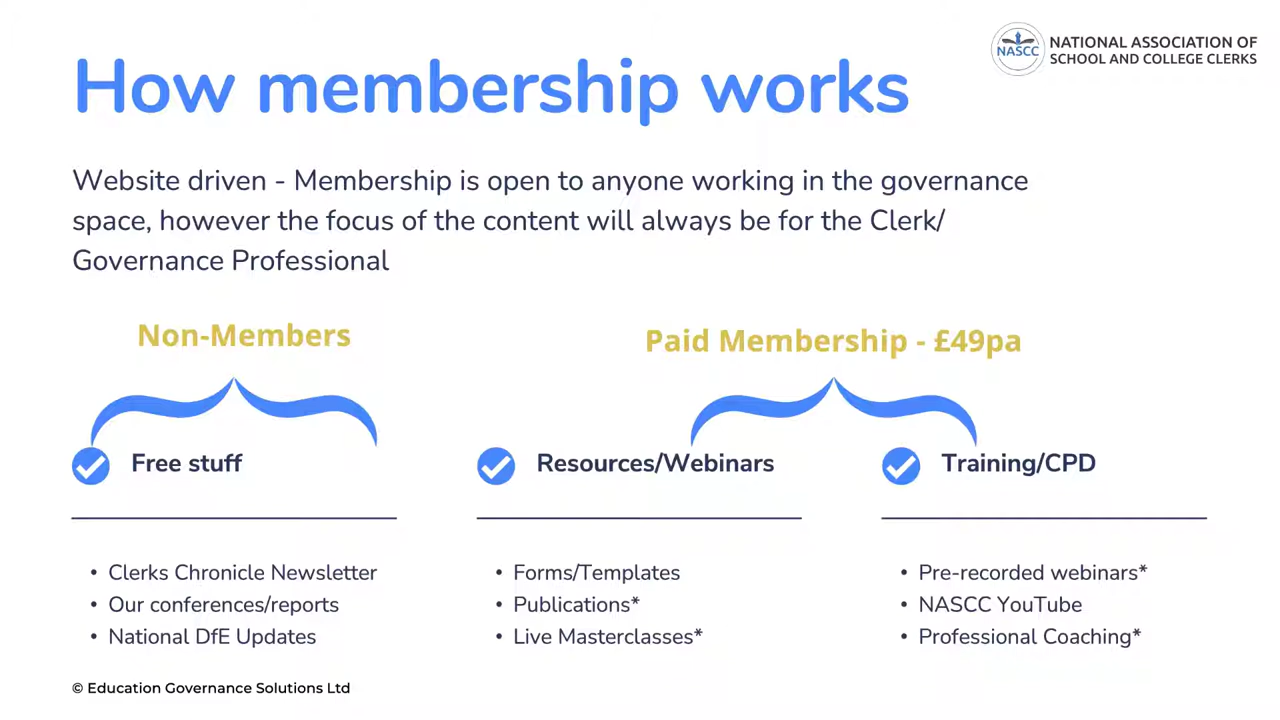 NASCC
NATIONAL ASSOCIATION OF
SCHOOL AND COLLEGE CLERKS
How membership works
Website driven - Membership is open to anyone working in the governance
space, however the focus of the content will always be for the Clerk/
Governance Professional
Non-Members
Paid Membership - £49pa
Free stuff
• Clerks Chronicle Newsletter
• Our conferences/reports
• National DfE Updates
Resources/Webinars
• Forms/Templates
• Publications*
• Live Masterclasses*
Training/CPD
• Pre-recorded webinars*
• NASCC YouTube
• Professional Coaching*
© Education Governance Solutions Ltd